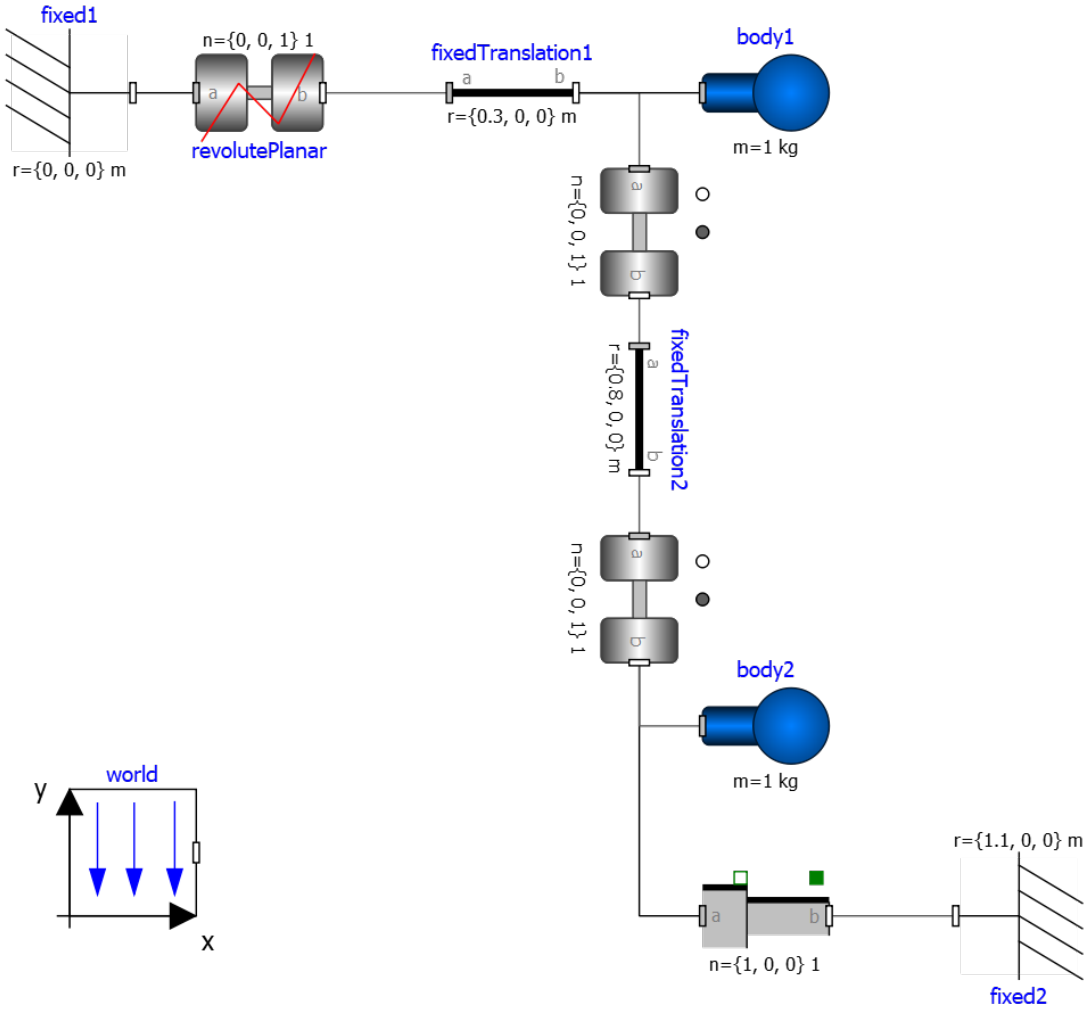 fixed1
n={0, 0, 1} 1
a
b
revolutePlanar
r={0, 0, 0} m
fixedTranslation1
a
b
r={0.3, 0, 0} m
body1
m=1 kg
a
n={0, 0, 1} 1
b
fixedTranslation2
a
r={0.8, 0, 0} m
b
a
n={0, 0, 1} 1
b
body2
m=1 kg
world
y
x
r={1.1, 0, 0} m
a
b
n={1, 0, 0} 1
fixed2